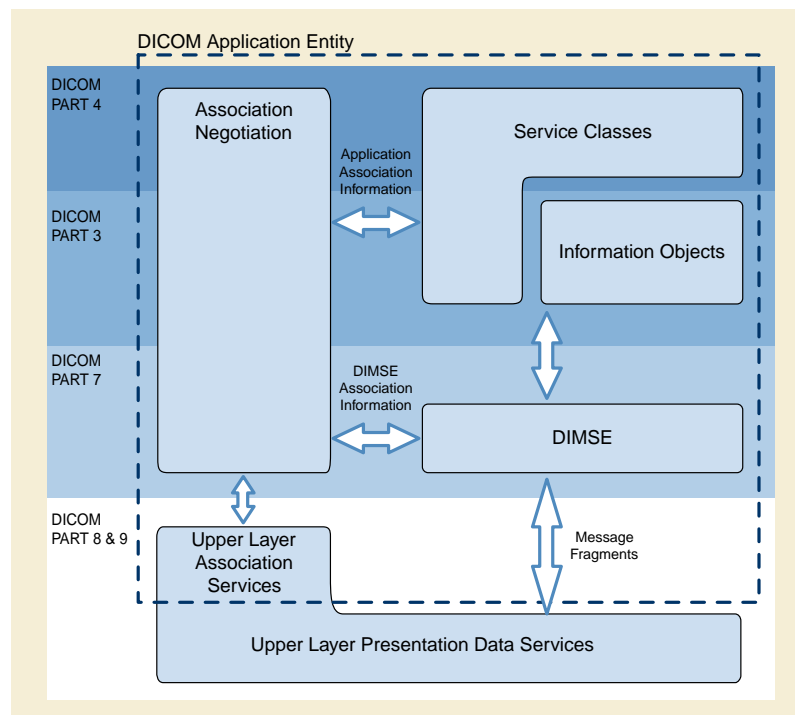 DICOM Application Entity
DICOM
PART 4
Association
Negotiation
Service Classes
Application
Association
Information
DICOM
PART 3
Information Objects
DICOM
PART 7
DIMSE
Association
Information
DIMSE
DICOM
PART 8 & 9
Upper Layer
Association
Services
Message
Fragments
Upper Layer Presentation Data Services